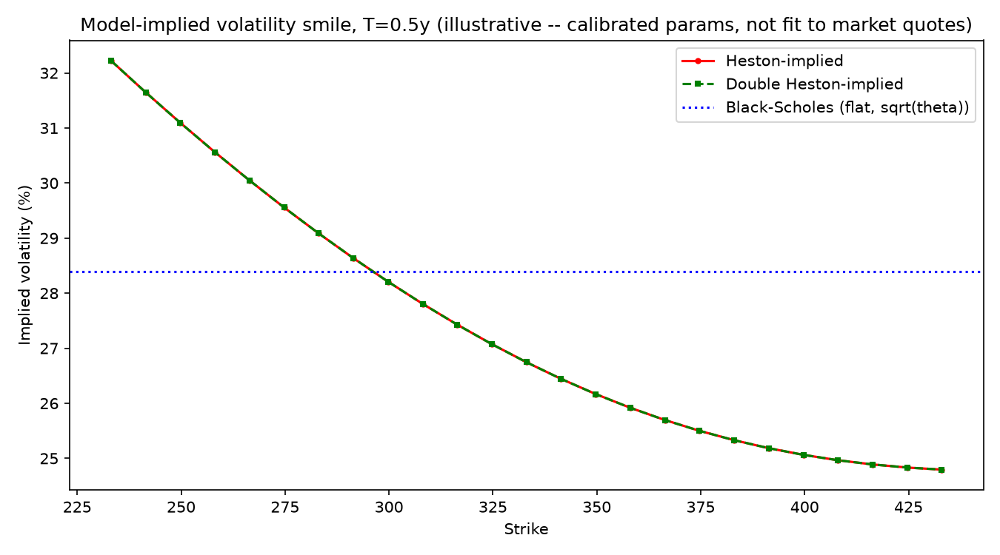 Model-implied volatility smile, T=0.5y (illustrative -- calibrated params, not fit to market quotes)
Heston-implied
Double Heston-implied
Black-Scholes (flat, sqrt(theta))
Implied volatility (%)
32
31
30
29
28
27
26
25
225 250 275 300 325 350 375 400 425
Strike